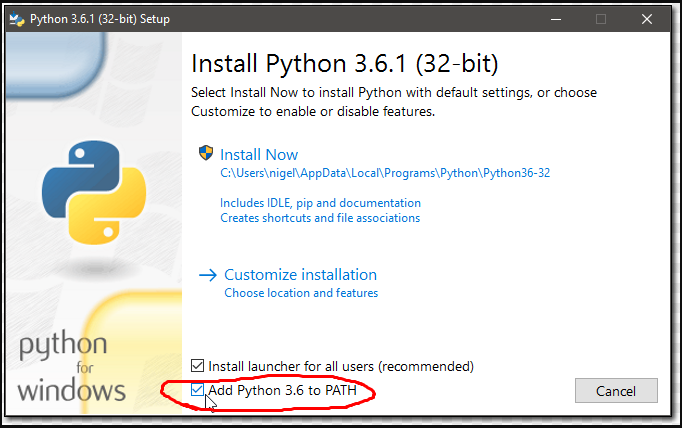 Python 3.6.1 (32-bit) Setup
Install Python 3.6.1 (32-bit)
Select Install Now to install Python with default settings, or choose
Customize to enable or disable features.
Install Now
C:\Users\nigel\AppData\Local\Programs\Python\Python36-32
Includes IDLE, pip and documentation
Creates shortcuts and file associations
Customize installation
Choose location and features
python
for
windows
Install launcher for all users (recommended)
Add Python 3.6 to PATH
Cancel